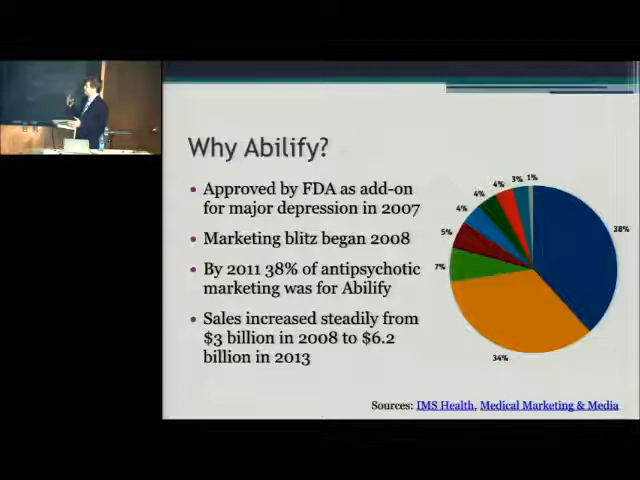 Why Abilify?
• Approved by FDA as add-on
for major depression in 2007
• Marketing blitz began 2008
• By 2011 38% of antipsychotic
marketing was for Abilify
• Sales increased steadily from
$3 billion in 2008 to $6.2
billion in 2013
1%
3%
4%
4%
4%
5%
7%
38%
34%
Sources: IMS Health, Medical Marketing & Media